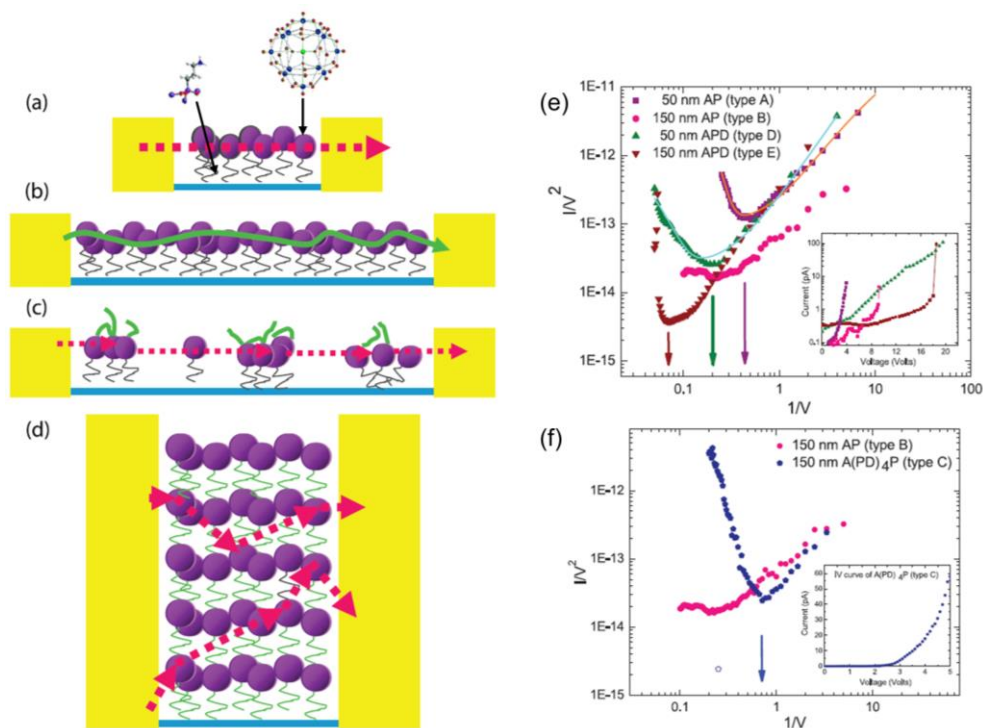 (a)
(b)
(c)
(d)
(e)
1E-11
1E-12
1E-13
1E-14
1E-15
I/V²
50 nm AP (type A)
150 nm AP (type B)
50 nm APD (type D)
150 nm APD (type E)
100
10
1
0,1
Current (pA)
0 4 8 12 16 20
Voltage (Volts)
0.1 1 10 100
1/V
(f)
1E-12
1E-13
1E-14
1E-15
I/V²
150 nm AP (type B)
150 nm A(PD)₄P (type C)
IV curve of A(PD)₄P (type C)
60
50
40
30
20
10
0
Current (pA)
0 1 2 3 4 5
Voltage (Volts)
0.1 1 10
1/V